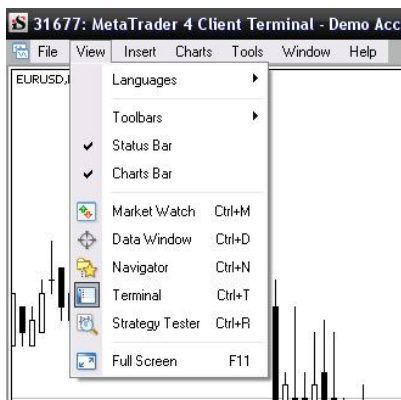 31677: MetaTrader 4 Client Terminal - Demo Acc
File View Insert Charts Tools Window Help
EURUSD,
Languages
Toolbars
Status Bar
Charts Bar
Market Watch Ctrl+M
Data Window Ctrl+D
Navigator Ctrl+N
Terminal Ctrl+T
Strategy Tester Ctrl+R
Full Screen F11